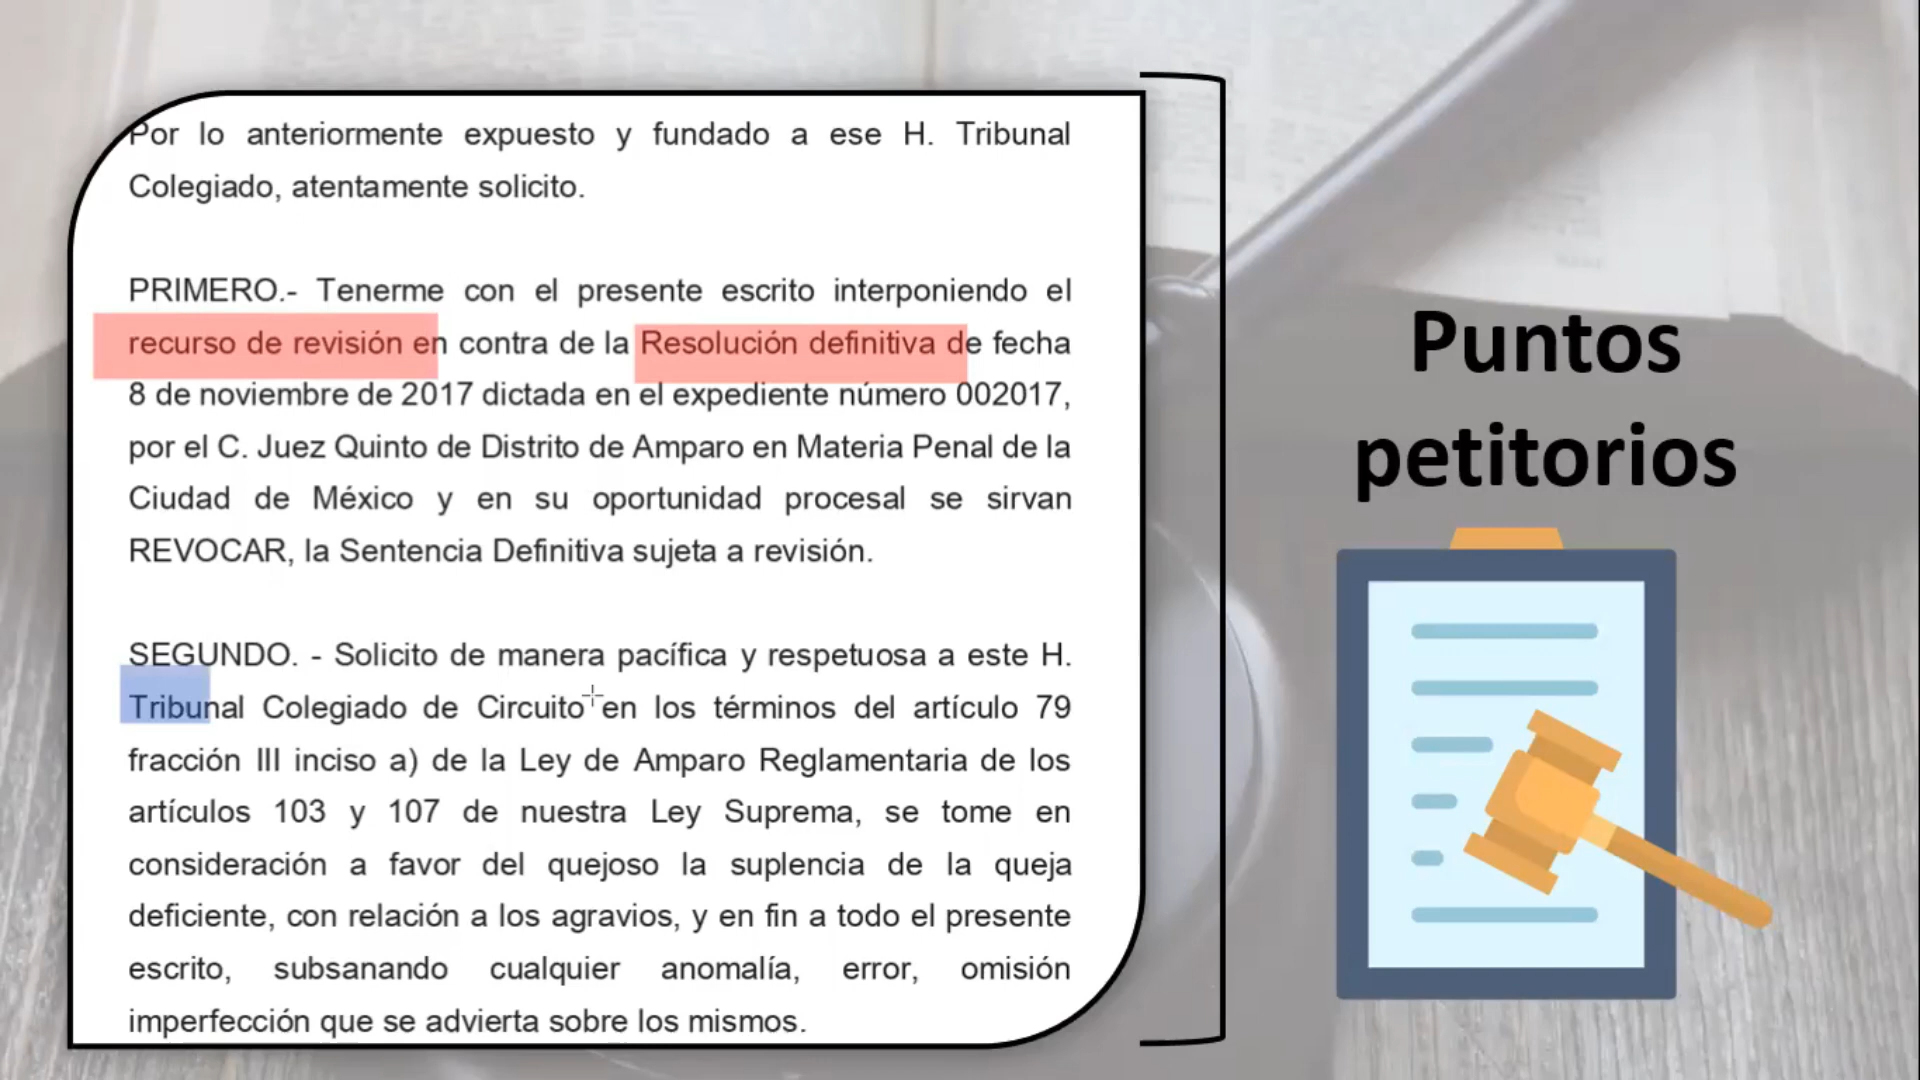 Por lo anteriormente expuesto y fundado a ese H. Tribunal
Colegiado, atentamente solicito.
PRIMERO.- Tenerme con el presente escrito interponiendo el
recurso de revisión en contra de la Resolución definitiva de fecha
8 de noviembre de 2017 dictada en el expediente número 002017,
por el C. Juez Quinto de Distrito de Amparo en Materia Penal de la
Ciudad de México y en su oportunidad procesal se sirvan
REVOCAR, la Sentencia Definitiva sujeta a revisión.
SEGUNDO. - Solicito de manera pacífica y respetuosa a este H.
Tribunal Colegiado de Circuito en los términos del artículo 79
fracción III inciso a) de la Ley de Amparo Reglamentaria de los
artículos 103 y 107 de nuestra Ley Suprema, se tome en
consideración a favor del quejoso la suplencia de la queja
deficiente, con relación a los agravios, y en fin a todo el presente
escrito, subsanando cualquier anomalía, error, omisión
imperfección que se advierta sobre los mismos.
Puntos
petitorios